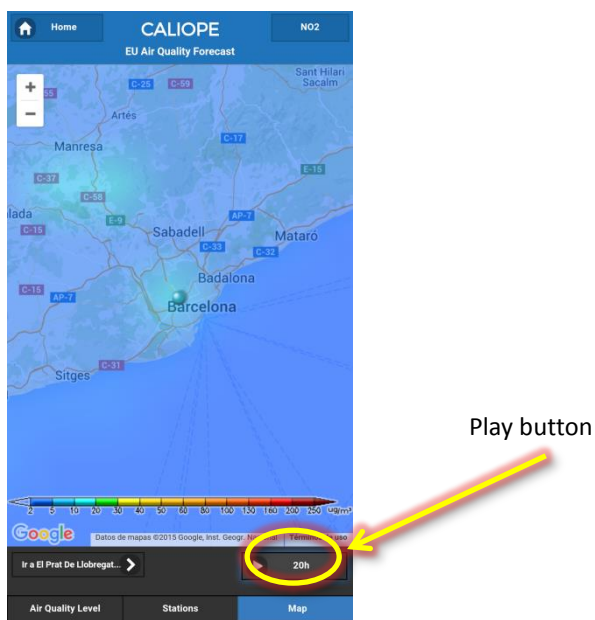 Home
CALIOPE
NO2
EU Air Quality Forecast
Sant Hilari
Sacalm
+
C-25
C-59
55
−
Artés
C-17
Manresa
E-15
C-37
C-58
lada
E-9
AP-7
C-15
Sabadell
Mataró
C-33
C-32
Badalona
C-15
AP-7
Barcelona
C-31
Sitges
Play button
2 5 10 20 30 40 50 60 80 100 130 160 200 250 ug/m³
Google
Datos de mapas ©2015 Google, Inst. Geogr.
Ir a El Prat De Llobregat...
20h
Air Quality Level
Stations
Map